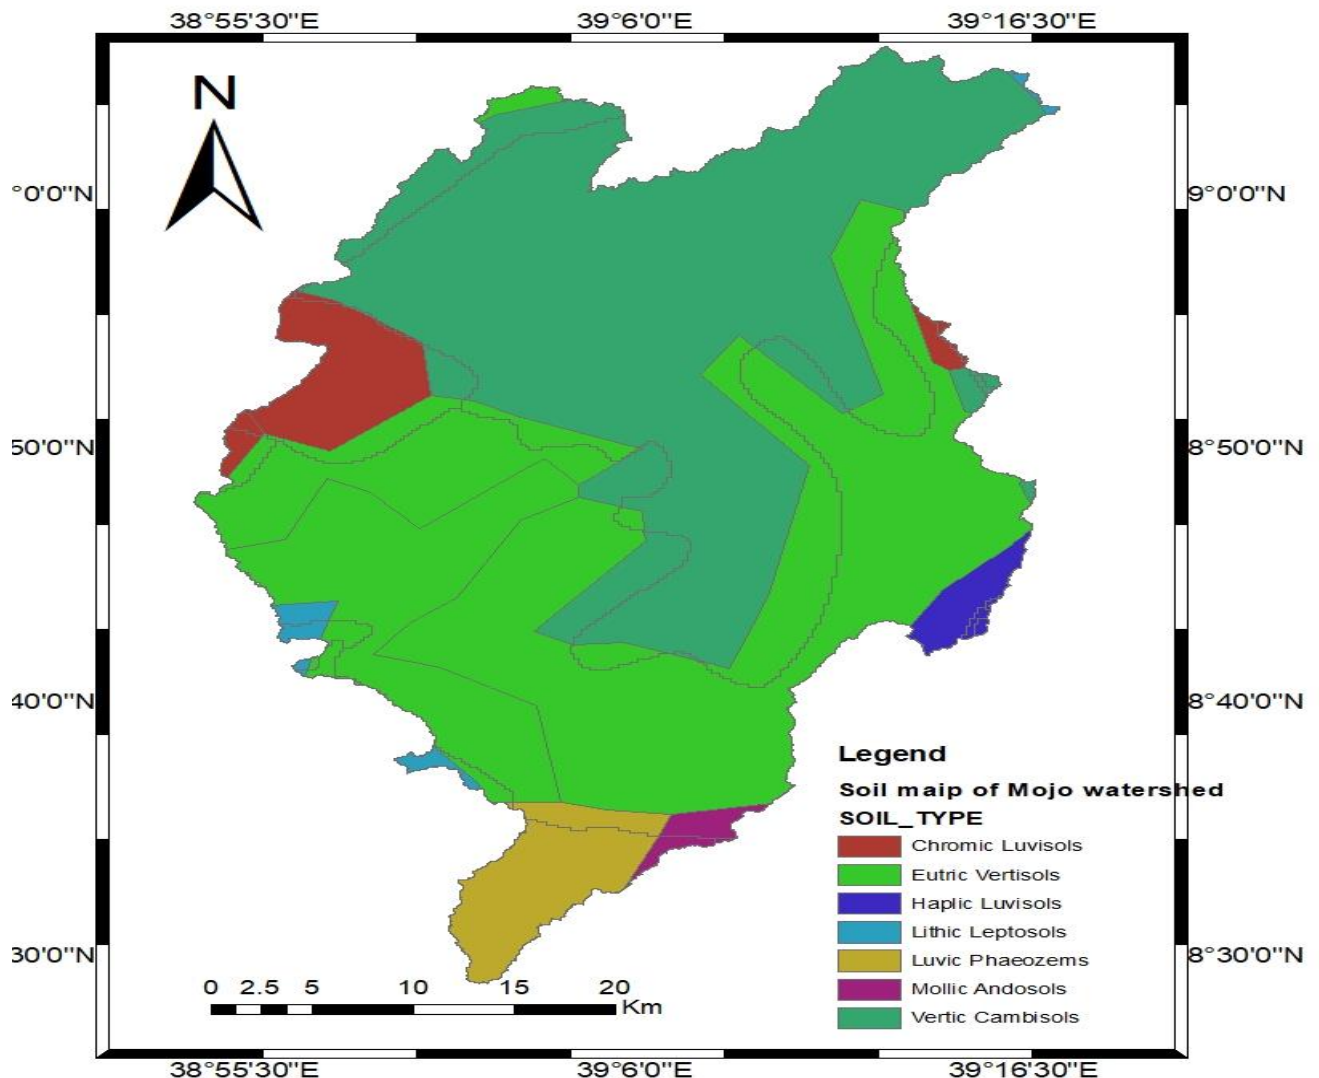 38°55'30"E 39°6'0"E 39°16'30"E
N
°0'0"N 9°0'0"N
50'0"N 8°50'0"N
40'0"N 8°40'0"N
Legend
Soil maip of Mojo watershed
SOIL_TYPE
Chromic Luvisols
Eutric Vertisols
Haplic Luvisols
Lithic Leptosols
30'0"N 8°30'0"N
Luvic Phaeozems
Mollic Andosols
Vertic Cambisols
0 2.5 5 10 15 20
Km
38°55'30"E 39°6'0"E 39°16'30"E